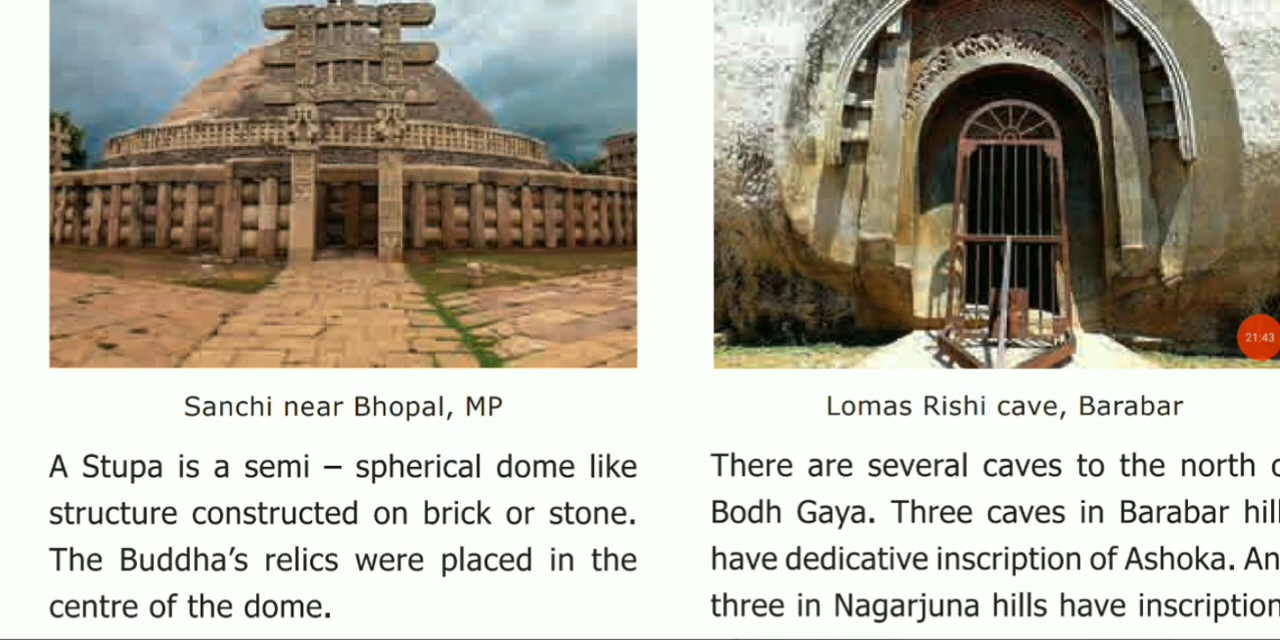 Sanchi near Bhopal, MP
A Stupa is a semi – spherical dome like
structure constructed on brick or stone.
The Buddha's relics were placed in the
centre of the dome.
21:43
Lomas Rishi cave, Barabar
There are several caves to the north
Bodh Gaya. Three caves in Barabar
have dedicative inscription of Ashoka.
three in Nagarjuna hills have inscription